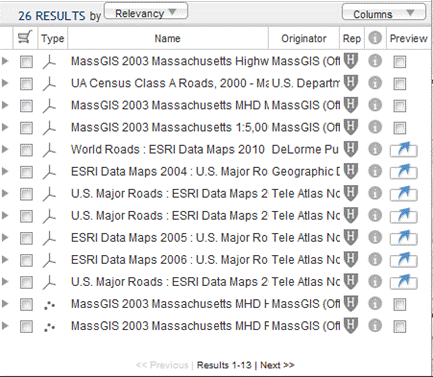 26 RESULTS by Relevancy Columns
Type Name Originator Rep Preview
MassGIS 2003 Massachusetts Highw MassGIS (Off
UA Census Class A Roads, 2000 - Ma U.S. Departm
MassGIS 2003 Massachusetts MHD M MassGIS (Off
MassGIS 2003 Massachusetts 1:5,00 MassGIS (Off
World Roads : ESRI Data Maps 2010 DeLorme Pu
ESRI Data Maps 2004 : U.S. Major Ro Geographic D
U.S. Major Roads : ESRI Data Maps 2 Tele Atlas No
U.S. Major Roads : ESRI Data Maps 2 Tele Atlas No
ESRI Data Maps 2005 : U.S. Major Ro Tele Atlas No
ESRI Data Maps 2006 : U.S. Major Ro Tele Atlas No
U.S. Major Roads : ESRI Data Maps 2 Tele Atlas No
MassGIS 2003 Massachusetts MHD H MassGIS (Off
MassGIS 2003 Massachusetts MHD F MassGIS (Off
<< Previous | Results 1-13 | Next >>